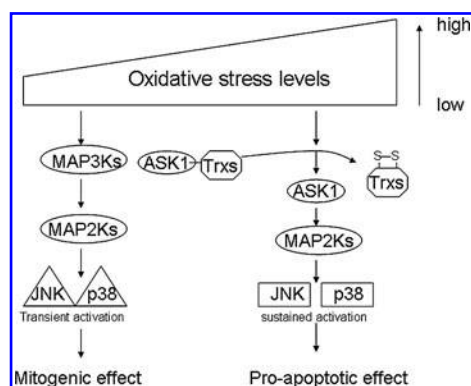 high
Oxidative stress levels
low
MAP3Ks
ASK1
Trxs
S-S
Trxs
ASK1
MAP2Ks
MAP2Ks
JNK
p38
JNK
p38
Transient activation
sustained activation
Mitogenic effect
Pro-apoptotic effect